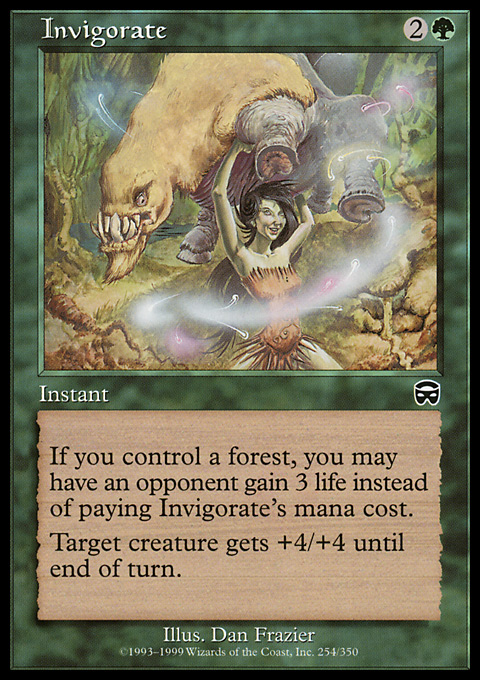 Invigorate 2
Instant
If you control a forest, you may
have an opponent gain 3 life instead
of paying Invigorate's mana cost.
Target creature gets +4/+4 until
end of turn.
Illus. Dan Frazier
©1993–1999 Wizards of the Coast, Inc. 254/350